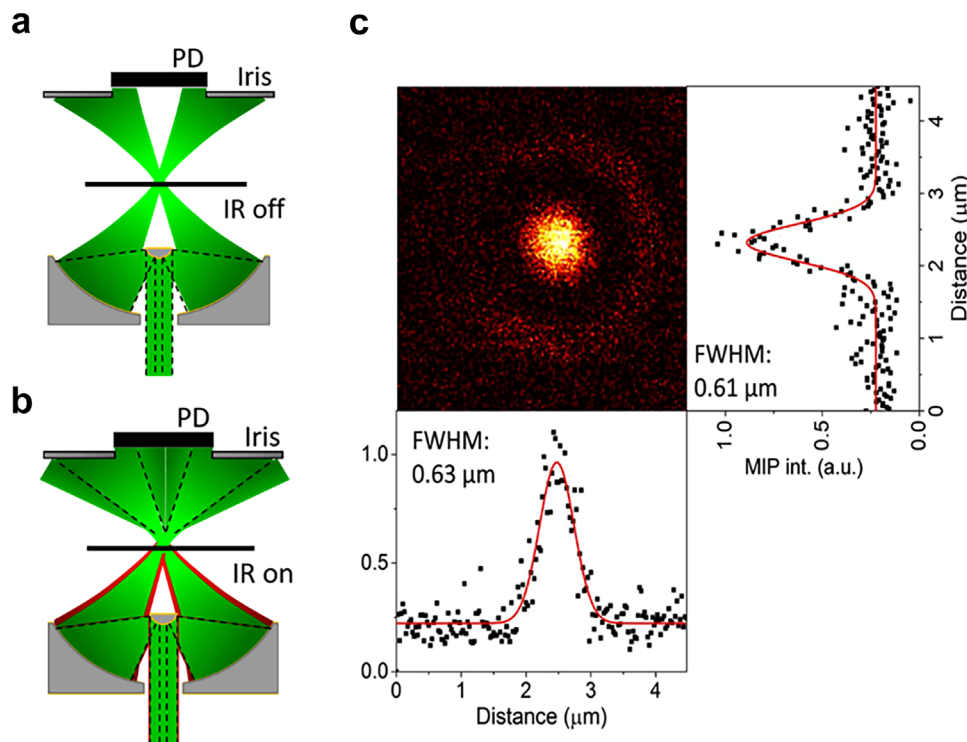 a
PD
Iris
IR off
b
PD
Iris
IR on
c
FWHM:
0.61 μm
0
1
2
3
4
Distance (μm)
1.0
0.5
0.0
MIP int. (a.u.)
FWHM:
0.63 μm
1.0
0.5
0.0
0
1
2
3
4
Distance (μm)